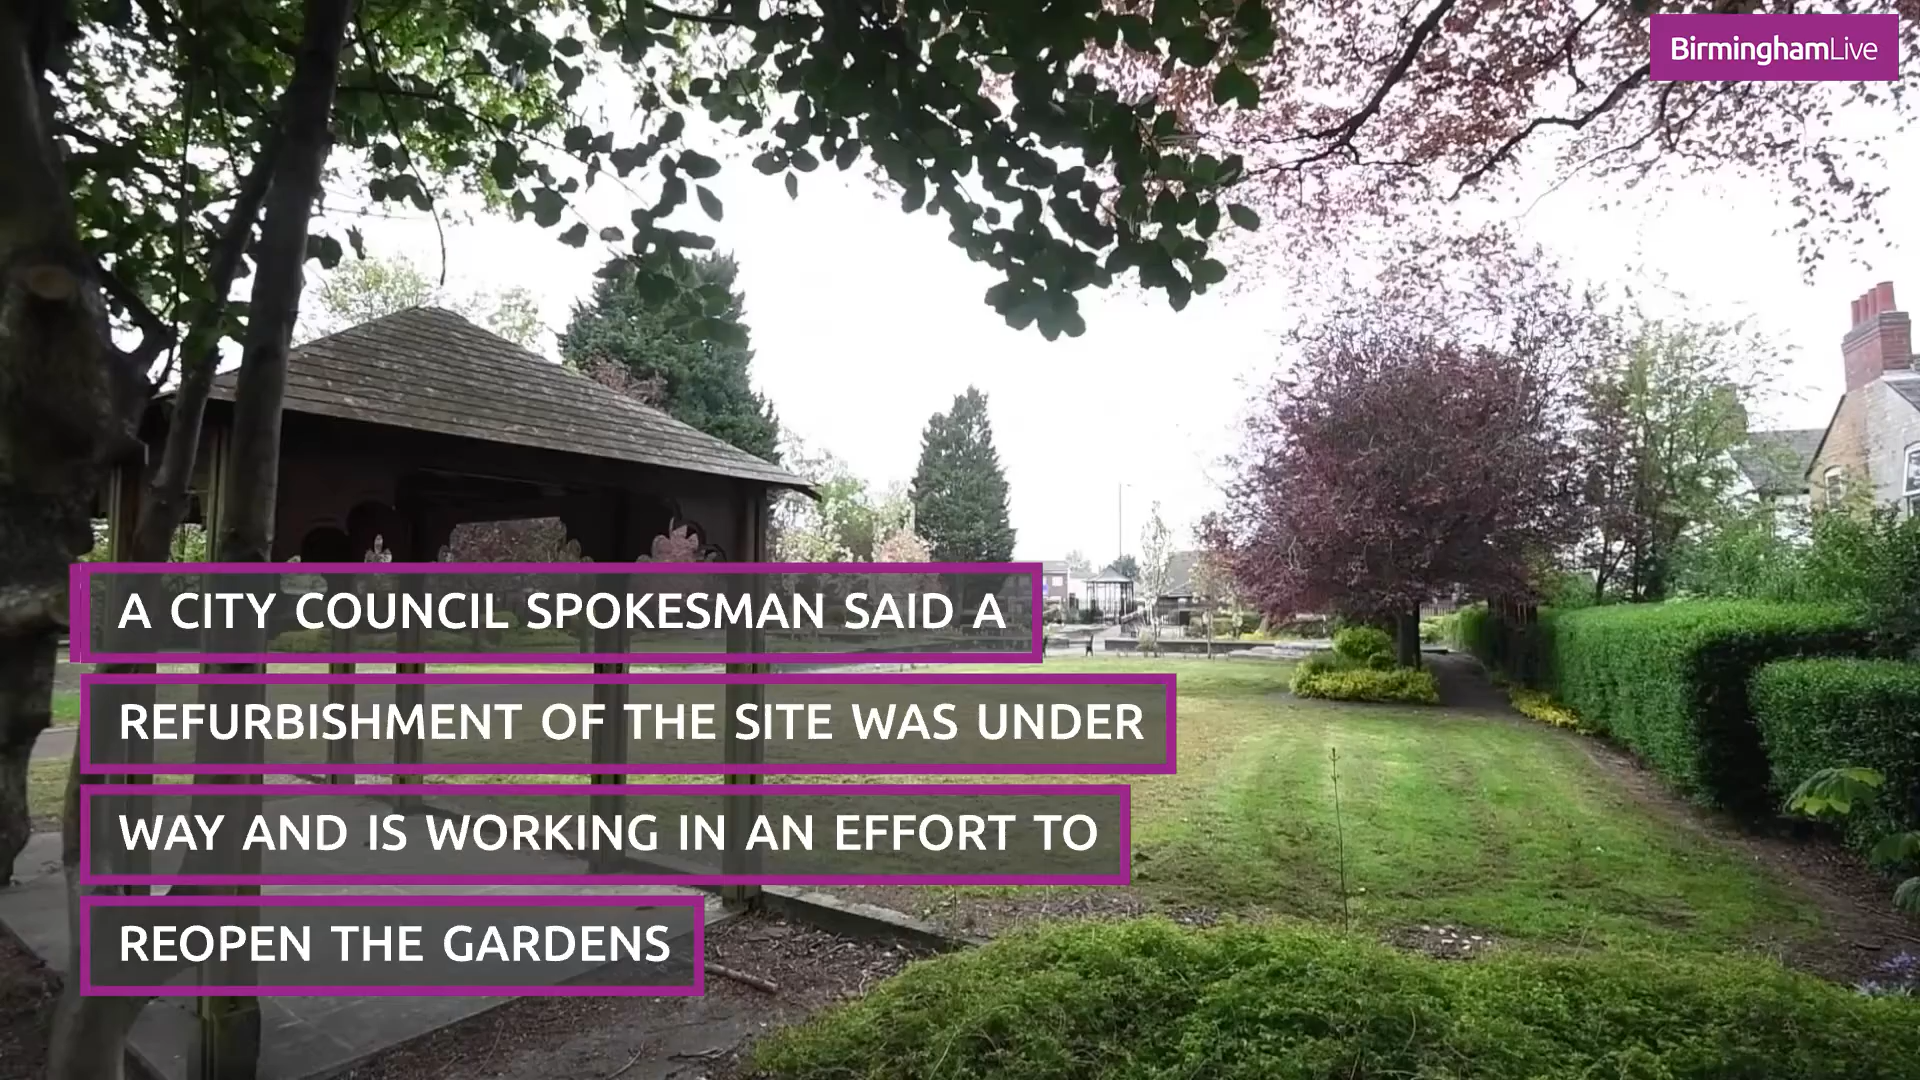 BirminghamLive
A CITY COUNCIL SPOKESMAN SAID A
REFURBISHMENT OF THE SITE WAS UNDER
WAY AND IS WORKING IN AN EFFORT TO
REOPEN THE GARDENS